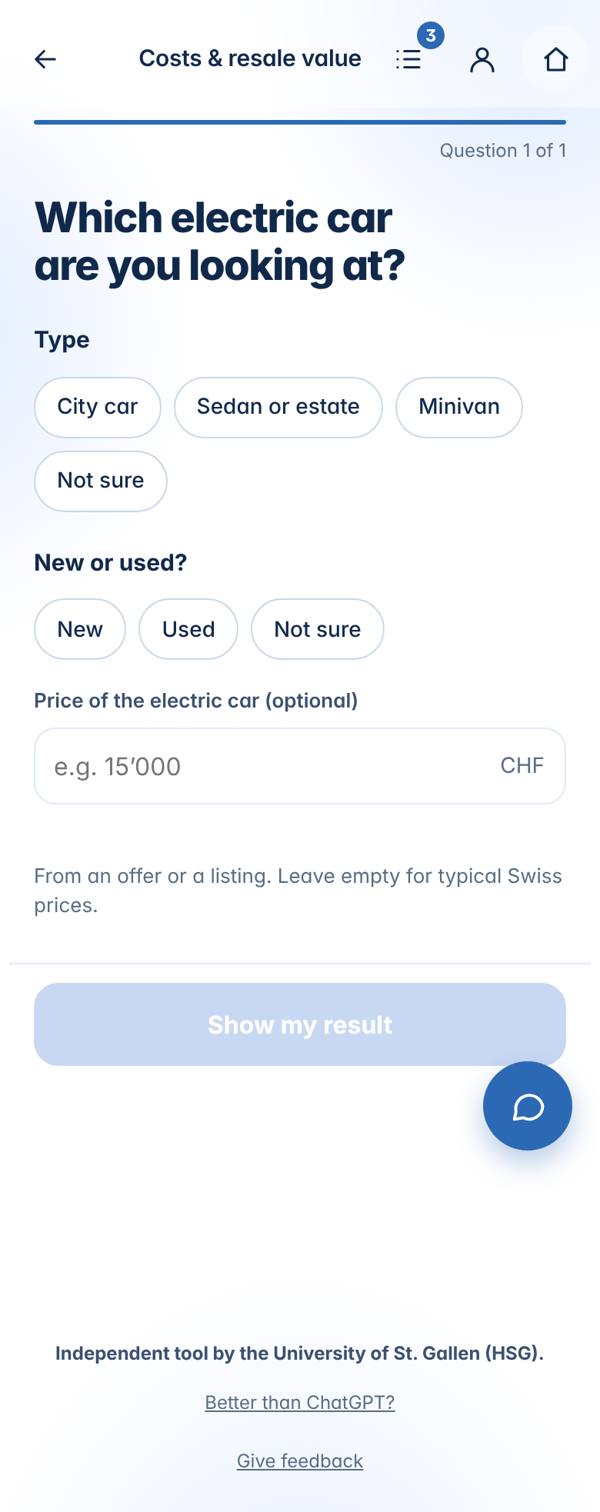 Costs & resale value
3
Question 1 of 1
Which electric car
are you looking at?
Type
City car
Sedan or estate
Minivan
Not sure
New or used?
New
Used
Not sure
Price of the electric car (optional)
e.g. 15’000
CHF
From an offer or a listing. Leave empty for typical Swiss
prices.
Show my result
Independent tool by the University of St. Gallen (HSG).
Better than ChatGPT?
Give feedback